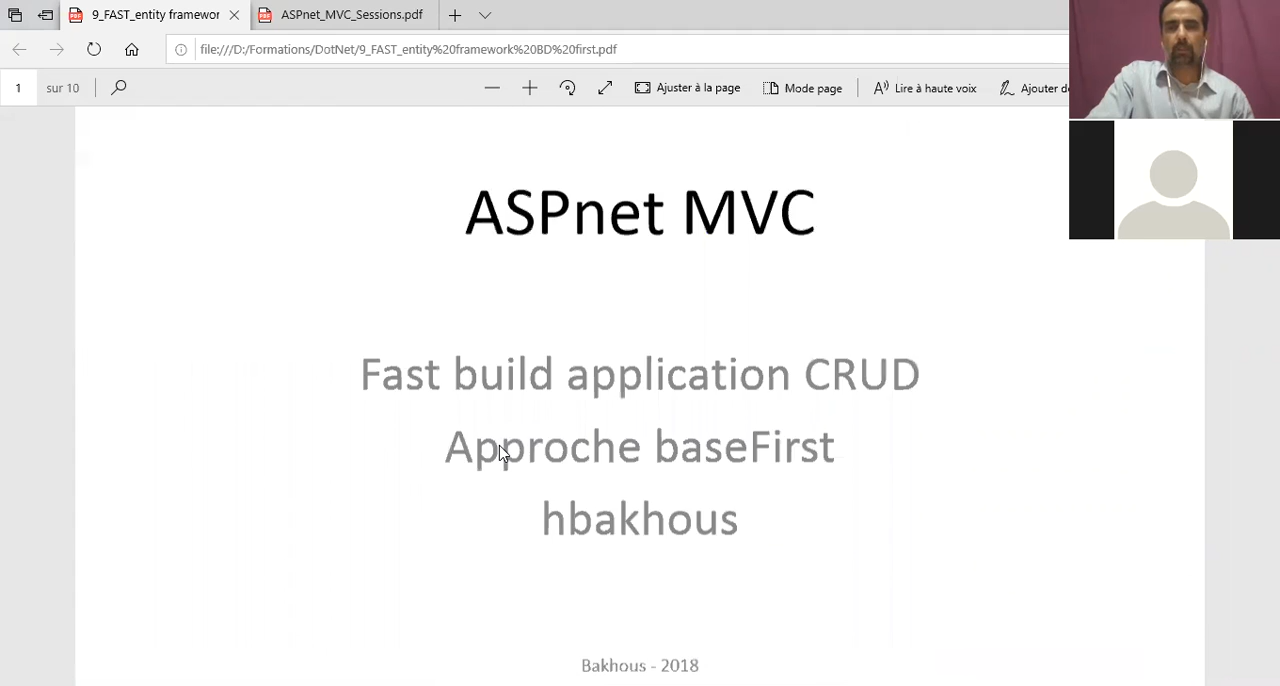 9_FAST_entity framewor
ASPnet_MVC_Sessions.pdf
file:///D:/Formations/DotNet/9_FAST_entity%20framework%20BD%20first.pdf
1 sur 10
Ajuster à la page
Mode page
Lire à haute voix
Ajouter de
ASPnet MVC
Fast build application CRUD
Approche baseFirst
hbakhous
Bakhous - 2018